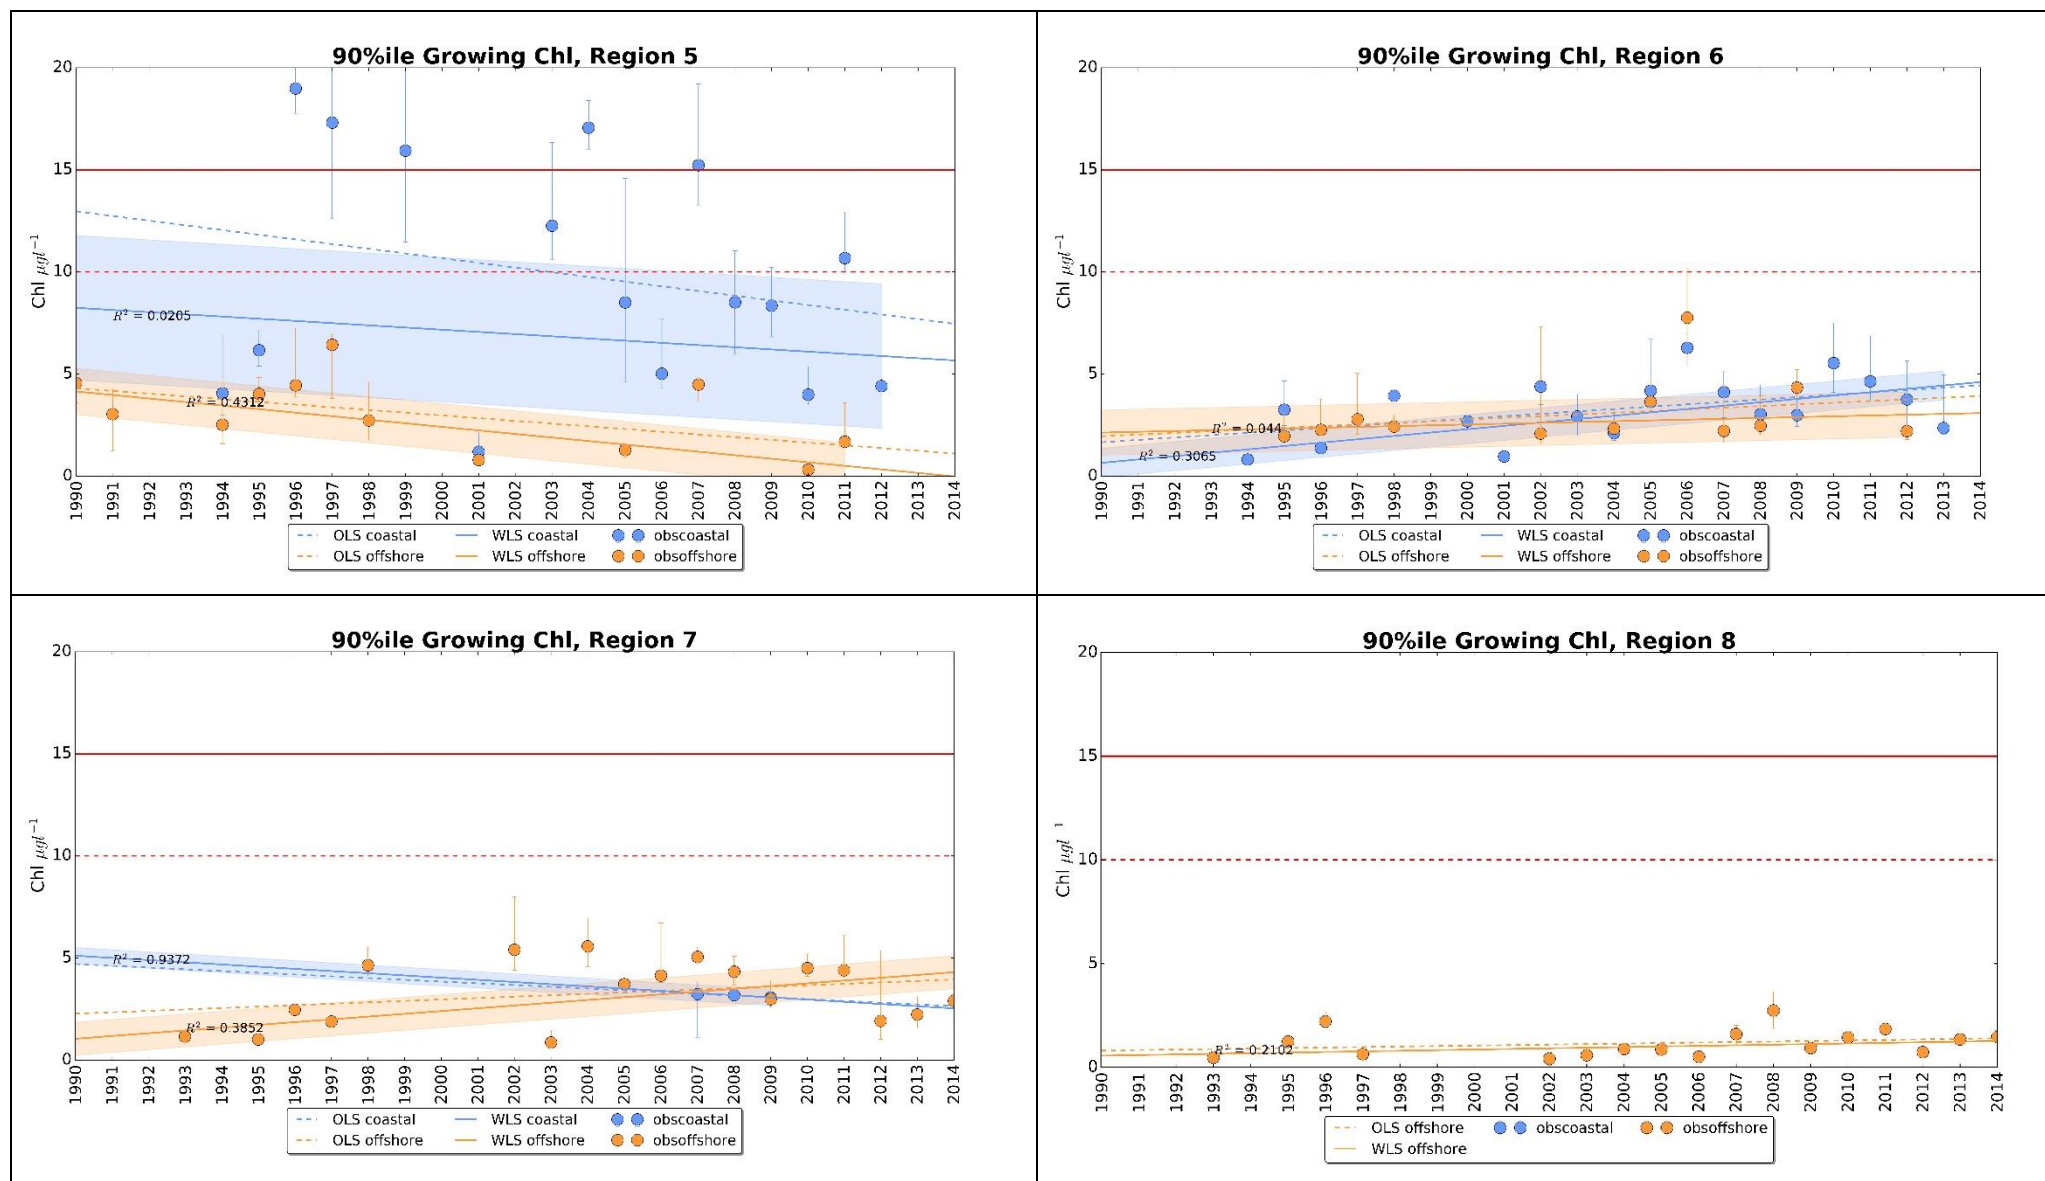 90%ile Growing Chl, Region 5
20
15
10
5
0
Chl µgl⁻¹
R² = 0.0205
R² = 0.4312
1990 1991 1992 1993 1994 1995 1996 1997 1998 1999 2000 2001 2002 2003 2004 2005 2006 2007 2008 2009 2010 2011 2012 2013 2014
OLS coastal WLS coastal obscoastal
OLS offshore WLS offshore obsoffshore
90%ile Growing Chl, Region 6
20
15
10
5
0
Chl µgl⁻¹
R² = 0.044
R² = 0.3065
1990 1991 1992 1993 1994 1995 1996 1997 1998 1999 2000 2001 2002 2003 2004 2005 2006 2007 2008 2009 2010 2011 2012 2013 2014
OLS coastal WLS coastal obscoastal
OLS offshore WLS offshore obsoffshore
90%ile Growing Chl, Region 7
20
15
10
5
0
Chl µgl⁻¹
R² = 0.9372
R² = 0.3852
1990 1991 1992 1993 1994 1995 1996 1997 1998 1999 2000 2001 2002 2003 2004 2005 2006 2007 2008 2009 2010 2011 2012 2013 2014
OLS coastal WLS coastal obscoastal
OLS offshore WLS offshore obsoffshore
90%ile Growing Chl, Region 8
20
15
10
5
0
Chl µgl ¹
R² = 0.2102
1990 1991 1992 1993 1994 1995 1996 1997 1998 1999 2000 2001 2002 2003 2004 2005 2006 2007 2008 2009 2010 2011 2012 2013 2014
OLS offshore obscoastal obsoffshore
WLS offshore